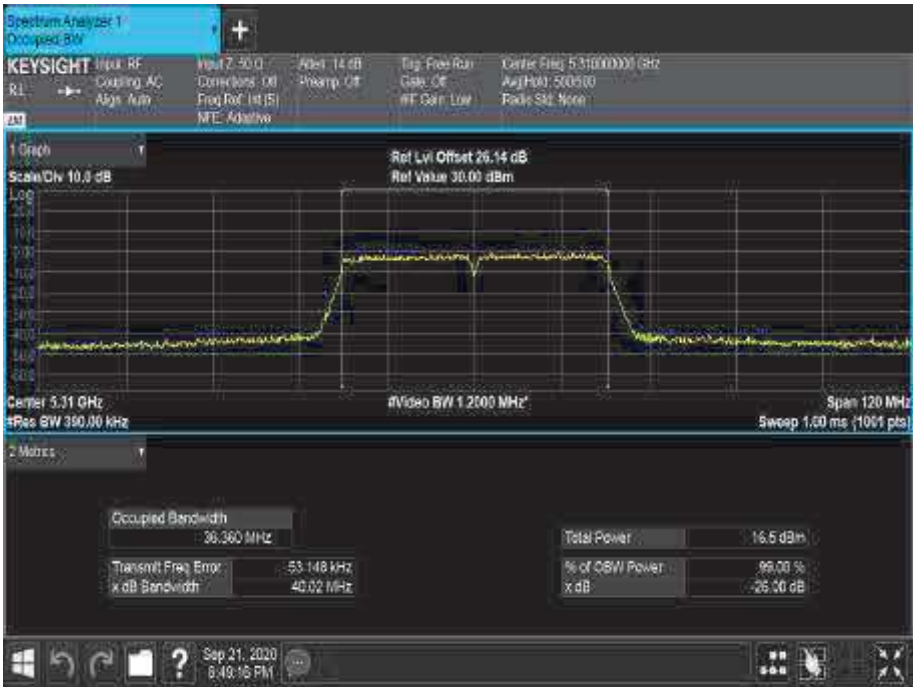 Spectrum Analyzer 1
Occupied BW
+
KEYSIGHT
RL
Input: RF
Coupling: AC
Align: Auto
Input Z: 50 Ω
Corrections: Off
Freq Ref: Int (S)
NFE: Adaptive
Atten: 14 dB
Preamp: Off
Trig: Free Run
Gate: Off
#IF Gain: Low
Center Freq: 5.310000000 GHz
Avg|Hold: 500/500
Radio Std: None
1 Graph
Scale/Div 10.0 dB
Ref Lvl Offset 26.14 dB
Ref Value 30.00 dBm
Log
Center 5.31 GHz
#Video BW 1.2000 MHz*
Span 120 MHz
#Res BW 390.00 kHz
Sweep 1.00 ms (1001 pts)
2 Metrics
Occupied Bandwidth
36.360 MHz
Total Power 16.5 dBm
Transmit Freq Error -53.148 kHz
% of OBW Power 99.00 %
x dB Bandwidth 40.02 MHz
x dB -26.00 dB
?
Sep 21, 2020
6:49:16 PM